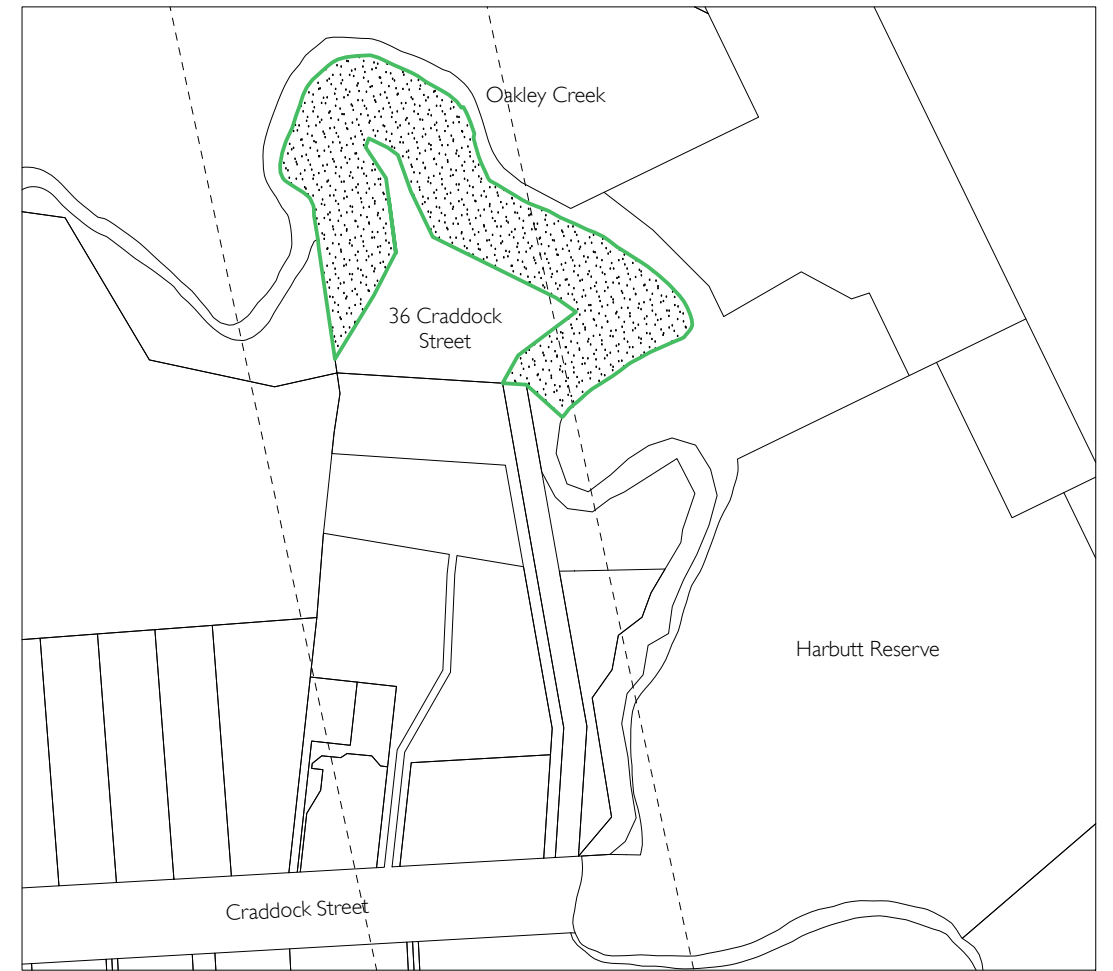 Oakley Creek
36 Craddock
Street
Harbutt Reserve
Craddock Street